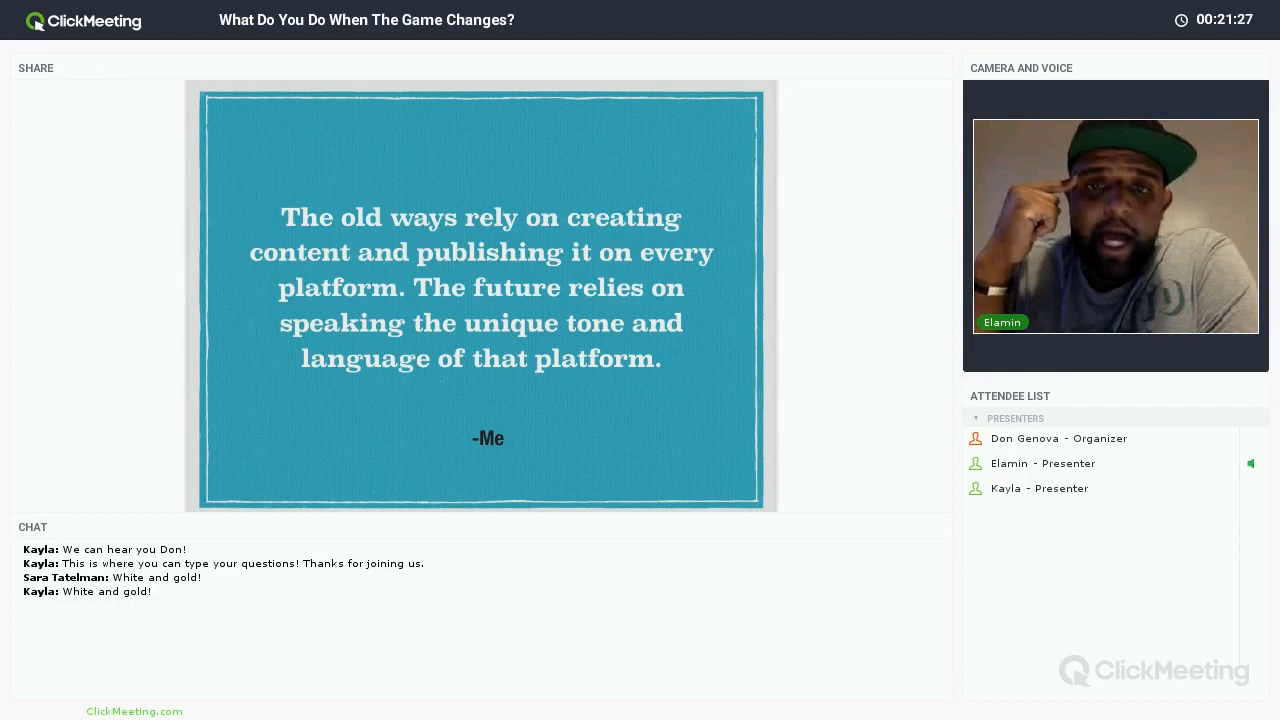 ClickMeeting
What Do You Do When The Game Changes?
00:21:27
SHARE
The old ways rely on creating
content and publishing it on every
platform. The future relies on
speaking the unique tone and
language of that platform.
-Me
CHAT
Kayla: We can hear you Don!
Kayla: This is where you can type your questions! Thanks for joining us.
Sara Tatelman: White and gold!
Kayla: White and gold!
ClickMeeting.com
CAMERA AND VOICE
Elamin
ATTENDEE LIST
PRESENTERS
Don Genova - Organizer
Elamin - Presenter
Kayla - Presenter
ClickMeeting